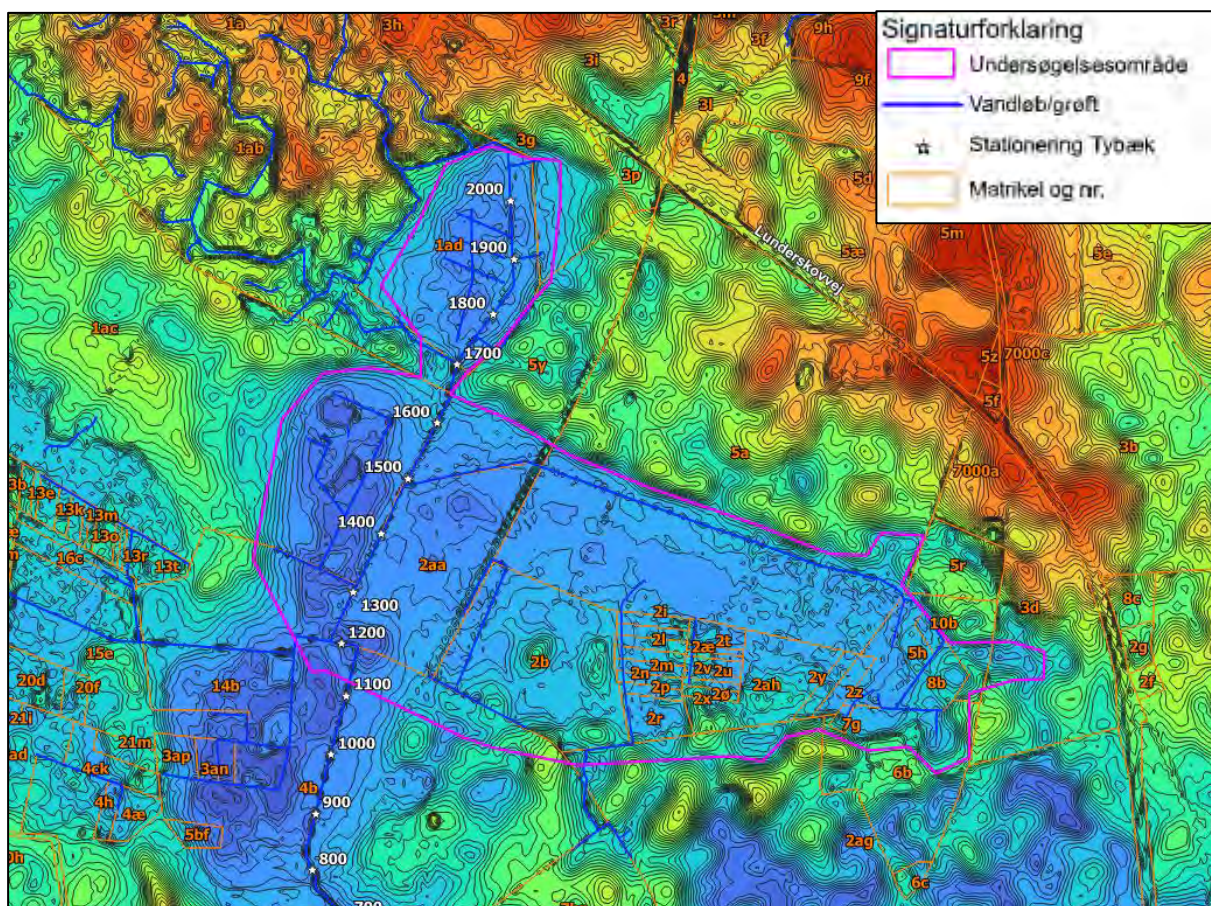 Signaturforklaring
Undersøgelsesområde
Vandløb/grøft
Stationering Tybæk
Matrikel og nr.
1a
3h
3r
3m
3f
9h
3i
14
3l
9f
1ab
3g
3p
5d
2000
1ad
1900
Lunderskovvej
5æ
5m
5e
1800
1ac
1700
5y
5z
7000c
5f
1600
5a
3b
1500
7000a
3b
13e
13k
13m
13o
16c
13r
13t
1400
2aa
5r
1300
3d
8c
2i
10b
1200
2l
2æ
2t
2g
15e
2b
2m
2v
2u
5h
2n
2y
20d
20f
14b
2p
2x
2ø
2ah
2z
8b
2f
1100
21i
2r
7g
21m
1000
ad
4ck
3ap
3an
6b
4h
4æ
4b
900
5bf
2ag
0h
800
6c
700